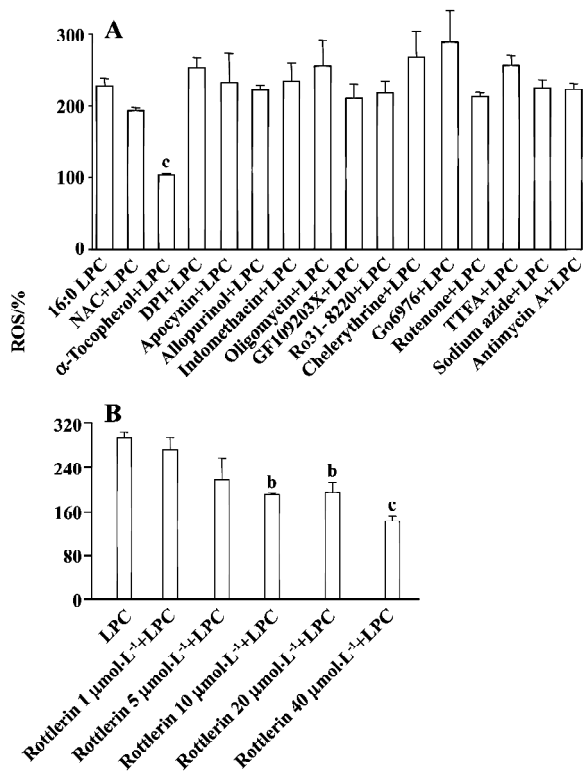 A
300
200
100
0
c
16:0 LPC
NAC+LPC
α-Tocopherol+LPC
DPI+LPC
Apocynin+LPC
Allopurinol+LPC
Indomethacin+LPC
Oligomycin+LPC
GF109203X+LPC
Ro31- 8220+LPC
Chelerythrine+LPC
Go6976+LPC
Rotenone+LPC
TTFA+LPC
Sodium azide+LPC
Antimycin A+LPC
ROS/%
B
320
240
160
80
0
b
b
c
LPC
Rottlerin 1 μmol·L⁻¹+LPC
Rottlerin 5 μmol·L⁻¹+LPC
Rottlerin 10 μmol·L⁻¹+LPC
Rottlerin 20 μmol·L⁻¹+LPC
Rottlerin 40 μmol·L⁻¹+LPC